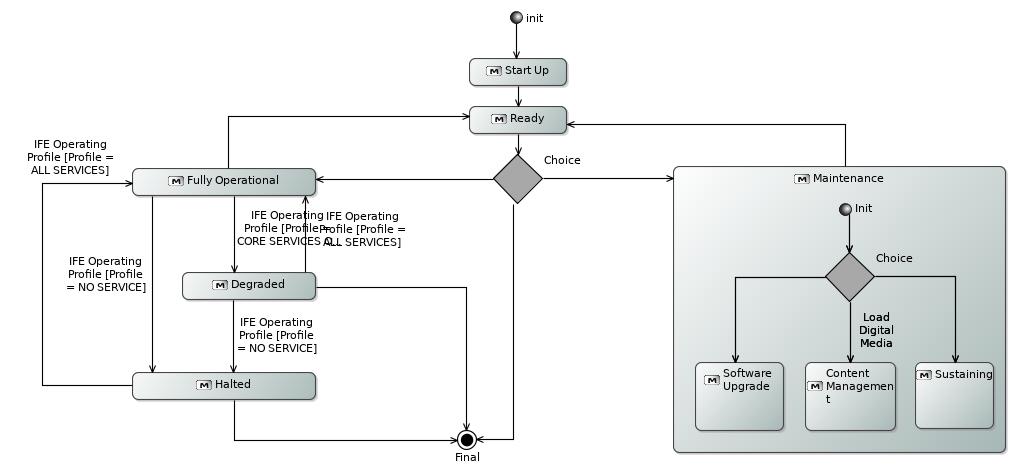 init
Start Up
Ready
Choice
IFE Operating
Profile [Profile =
ALL SERVICES]
Fully Operational
Maintenance
Init
IFE Operating
Profile [Profile =
CORE SERVICES
IFE Operating
Profile [Profile =
ALL SERVICES]
IFE Operating
Profile [Profile
= NO SERVICE]
Degraded
Choice
IFE Operating
Profile [Profile
= NO SERVICE]
Load
Digital
Media
Halted
Software
Upgrade
Content
Managemen
t
Sustaining
Final